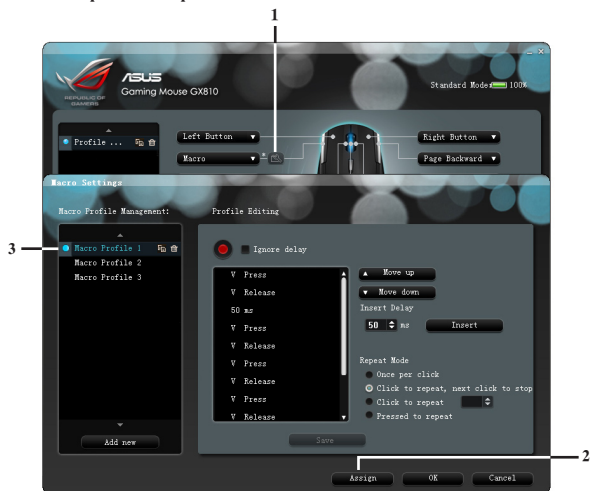 1
ASUS
Gaming Mouse GX810
REPUBLIC OF
GAMERS
Standard Mode: 100%
Profile ...
Left Button
Right Button
Macro
Page Backward
Macro Settings
Macro Profile Management:
Profile Editing
3
Macro Profile 1
Macro Profile 2
Macro Profile 3
Add new
Ignore delay
V Press
V Release
50 ms
V Press
V Release
V Press
V Release
V Press
V Release
Move up
Move down
Insert Delay
50 ms
Insert
Repeat Mode
Once per click
Click to repeat, next click to stop
Click to repeat
Pressed to repeat
Save
2
Assign
OK
Cancel